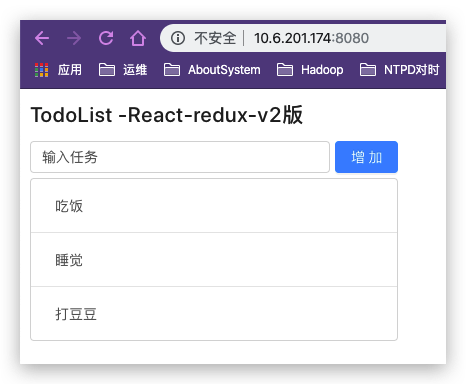 不安全 | 10.6.201.174:8080
应用 运维 AboutSystem Hadoop NTPD对时
TodoList -React-redux-v2版
输入任务 增 加
吃饭
睡觉
打豆豆